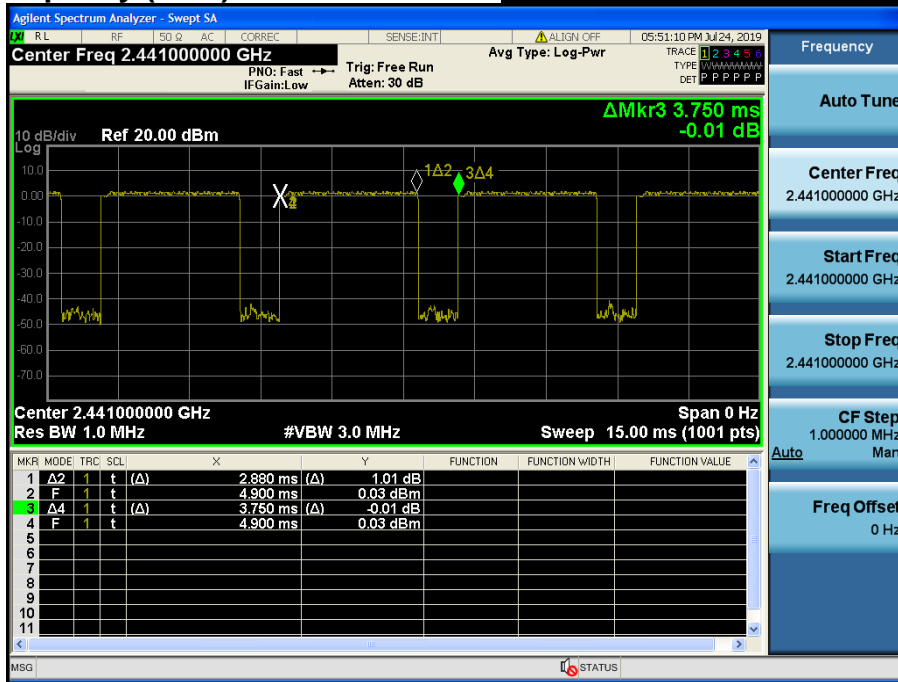 Agilent Spectrum Analyzer - Swept SA
LXI RL RF 50 Ω AC CORREC SENSE:INT ALIGN OFF 05:51:10 PM Jul 24, 2019
Center Freq 2.441000000 GHz
PNO: Fast
IFGain:Low
Trig: Free Run
Atten: 30 dB
Avg Type: Log-Pwr
TRACE 1 2 3 4 5 6
TYPE WWWWWW
DET P P P P P P
ΔMkr3 3.750 ms
-0.01 dB
10 dB/div Ref 20.00 dBm
Log
10.0
0.00
-10.0
-20.0
-30.0
-40.0
-50.0
-60.0
-70.0
X
1Δ2
3Δ4
Center 2.441000000 GHz Span 0 Hz
Res BW 1.0 MHz #VBW 3.0 MHz Sweep 15.00 ms (1001 pts)
MKR MODE TRC SCL X Y FUNCTION FUNCTION WIDTH FUNCTION VALUE
1 Δ2 1 t (Δ) 2.880 ms (Δ) 1.01 dB
2 F 1 t 4.900 ms 0.03 dBm
3 Δ4 1 t (Δ) 3.750 ms (Δ) -0.01 dB
4 F 1 t 4.900 ms 0.03 dBm
5
6
7
8
9
10
11
MSG STATUS
Frequency
Auto Tune
Center Freq
2.441000000 GHz
Start Freq
2.441000000 GHz
Stop Freq
2.441000000 GHz
CF Step
1.000000 MHz
Auto Man
Freq Offset
0 Hz